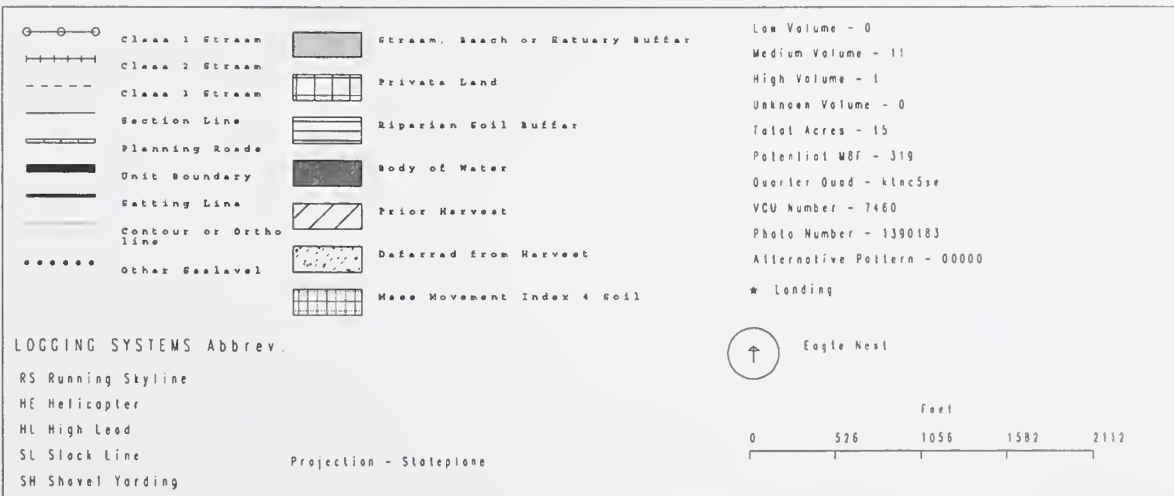 Class 1 Stream
Class 2 Stream
Class 3 Stream
Section Line
Planning Roads
Unit Boundary
Setting Line
Contour or Ortho
line
Other Sealevel
Stream, Beach or Estuary Buffer
Private Land
Riparian Soil Buffer
Body of Water
Prior Harvest
Deferred from Harvest
Mass Movement Index 4 Soil
Low Volume - 0
Medium Volume - 11
High Volume - 1
Unknown Volume - 0
Total Acres - 15
Potential MBF - 319
Quarter Quad - ktnc5se
VCU Number - 7460
Photo Number - 1390183
Alternative Pattern - 00000
★ Landing
Eagle Nest
LOGGING SYSTEMS Abbrev.
RS Running Skyline
HE Helicopter
HL High Lead
SL Slack Line
SH Shovel Yarding
Projection - Stateplane
Feet
0 526 1056 1582 2112